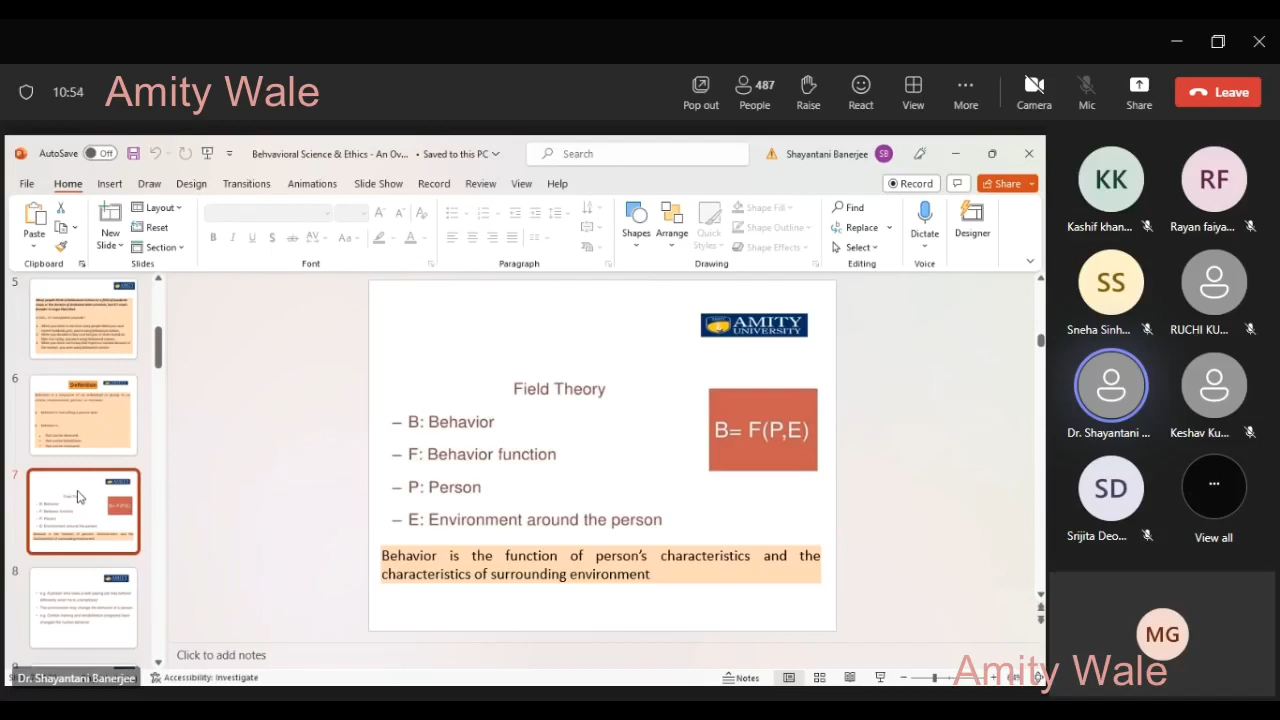 10:54
Amity Wale
Pop out
487
People
Raise
React
View
More
Camera
Mic
Share
Leave
AutoSave
Off
Behvavioral Science & Ethics - An Ov... • Saved to this PC
Search
Shayantani Banerjee
SB
File
Home
Insert
Draw
Design
Transitions
Animations
Slide Show
Record
Review
View
Help
Record
Share
Paste
Clipboard
New
Slide
Layout
Reset
Section
Slides
Font
Paragraph
Shapes
Arrange
Quick
Styles
Shape Fill
Shape Outline
Shape Effects
Drawing
Find
Replace
Select
Editing
Dictate
Voice
Designer
5
6
Definition
7
8
AMITY
UNIVERSITY
Field Theory
– B: Behavior
– F: Behavior function
– P: Person
– E: Environment around the person
B= F(P,E)
Behavior is the function of person's characteristics and the
characteristics of surrounding environment
Click to add notes
Dr. Shayantani Banerjee
Accessibility: Investigate
Notes
KK
Kashif khan...
RF
Rayan faiya...
SS
Sneha Sinh...
RUCHI KU...
Dr. Shayantani ...
Keshav Ku...
SD
Srijita Deo...
...
View all
MG
Amity Wale